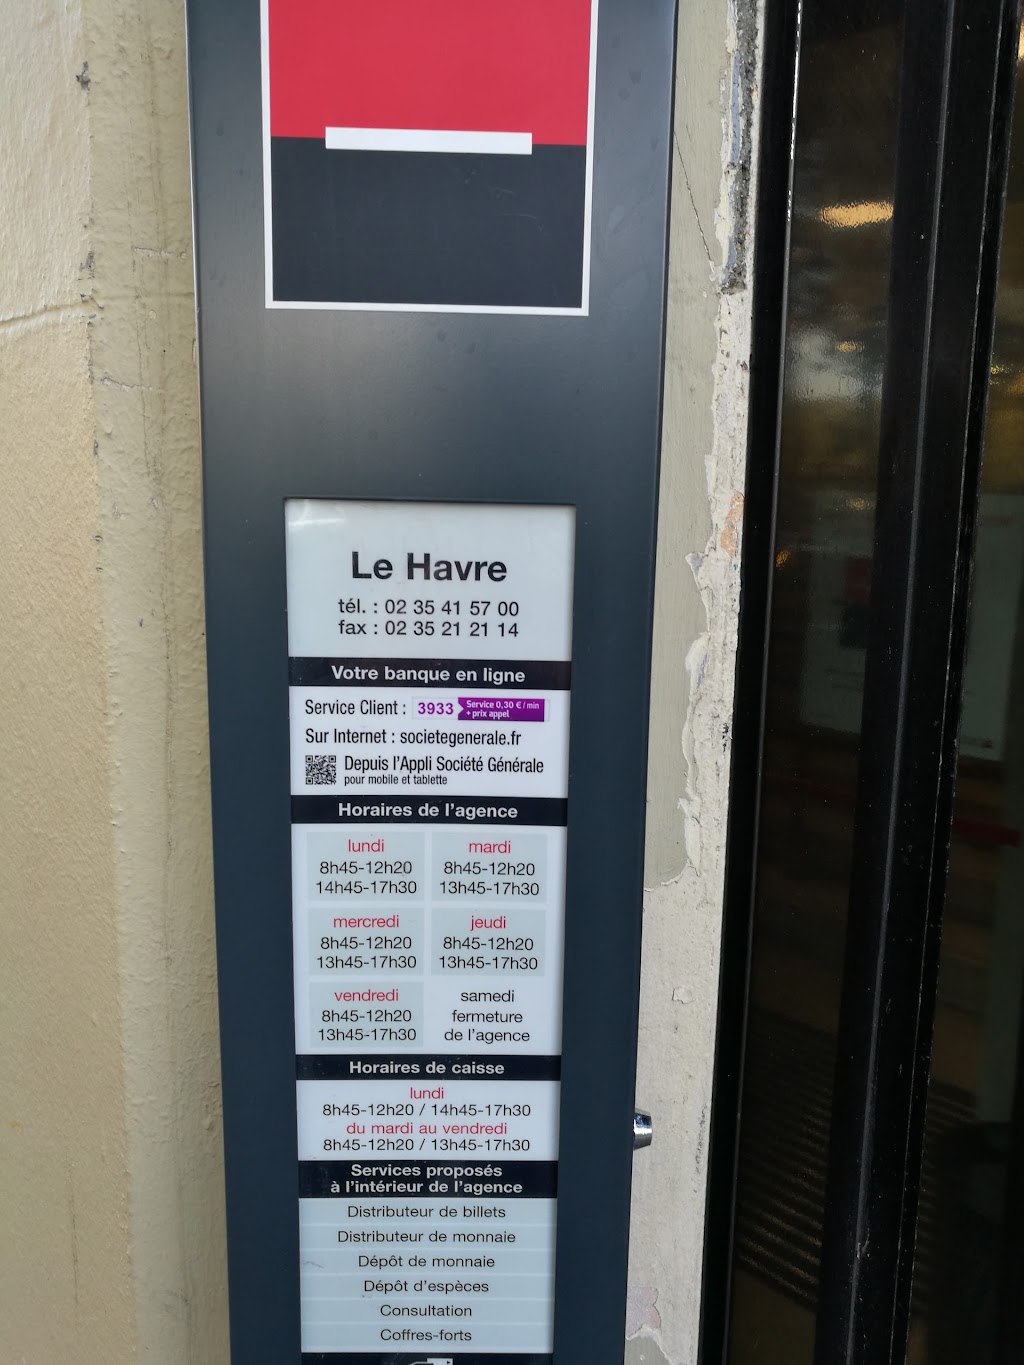 Le Havre
tél. : 02 35 41 57 00
fax : 02 35 21 21 14
Votre banque en ligne
Service Client : 3933 Service 0,30 € / min
+ prix appel
Sur Internet : societegenerale.fr
Depuis l'Appli Société Générale
pour mobile et tablette
Horaires de l'agence
lundi mardi
8h45-12h20 8h45-12h20
14h45-17h30 13h45-17h30
mercredi jeudi
8h45-12h20 8h45-12h20
13h45-17h30 13h45-17h30
vendredi samedi
8h45-12h20 fermeture
13h45-17h30 de l'agence
Horaires de caisse
lundi
8h45-12h20 / 14h45-17h30
du mardi au vendredi
8h45-12h20 / 13h45-17h30
Services proposés
à l'intérieur de l'agence
Distributeur de billets
Distributeur de monnaie
Dépôt de monnaie
Dépôt d'espèces
Consultation
Coffres-forts